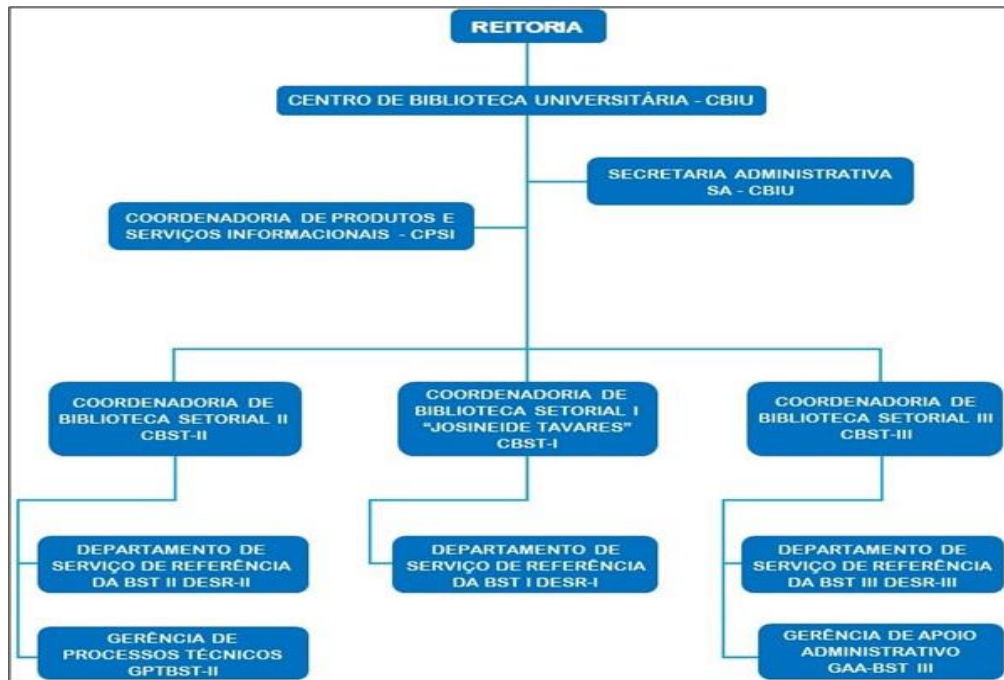 REITORIA
CENTRO DE BIBLIOTECA UNIVERSITÁRIA - CBIU
SECRETARIA ADMINISTRATIVA
SA - CBIU
COORDENADORIA DE PRODUTOS E
SERVIÇOS INFORMACIONAIS - CPSI
COORDENADORIA DE
BIBLIOTECA SETORIAL II
CBST-II
COORDENADORIA DE
BIBLIOTECA SETORIAL I
"JOSINEIDE TAVARES"
CBST-I
COORDENADORIA DE
BIBLIOTECA SETORIAL III
CBST-III
DEPARTAMENTO DE
SERVIÇO DE REFERÊNCIA
DA BST II DESR-II
DEPARTAMENTO DE
SERVIÇO DE REFERÊNCIA
DA BST I DESR-I
DEPARTAMENTO DE
SERVIÇO DE REFERÊNCIA
DA BST III DESR-III
GERÊNCIA DE
PROCESSOS TÉCNICOS
GPTBST-II
GERÊNCIA DE APOIO
ADMINISTRATIVO
GAA-BST III